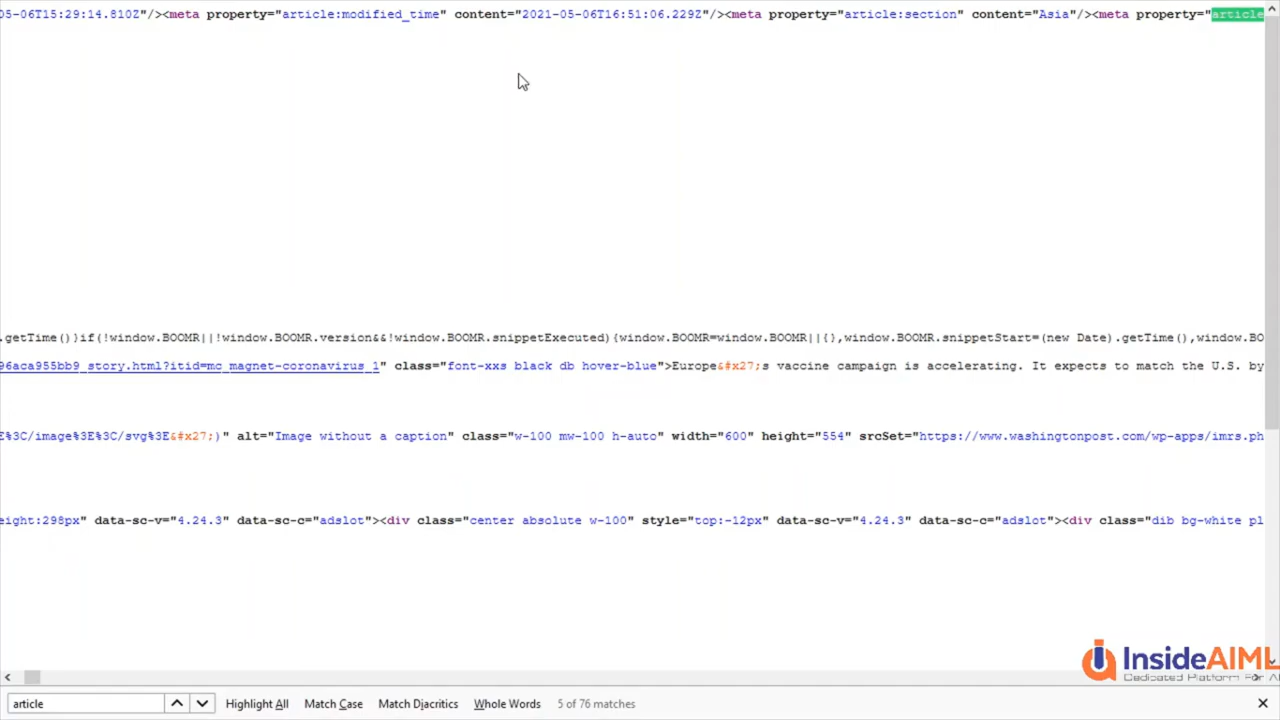 05-06T15:29:14.810Z"/><meta property="article:modified_time" content="2021-05-06T16:51:06.229Z"/><meta property="article:section" content="Asia"/><meta property="article
.getTime()}if(!window.BOOMR||!window.BOOMR.version&&!window.BOOMR.snippetExecuted){window.BOOMR=window.BOOMR||{},window.BOOMR.snippetStart=(new Date).getTime(),window.BO
96aca955bb9_story.html?itid=mc_magnet-coronavirus_1" class="font-xxs black db hover-blue">Europe&#x27;s vaccine campaign is accelerating. It expects to match the U.S. by
E%3C/image%3E%3C/svg%3E&#x27;)" alt="Image without a caption" class="w-100 mw-100 h-auto" width="600" height="554" srcSet="https://www.washingtonpost.com/wp-apps/imrs.ph
eight:298px" data-sc-v="4.24.3" data-sc-c="adslot"><div class="center absolute w-100" style="top:-12px" data-sc-v="4.24.3" data-sc-c="adslot"><div class="dib bg-white pl
InsideAIML
Dedicated Platform For A
article
Highlight All
Match Case
Match Diacritics
Whole Words
5 of 76 matches